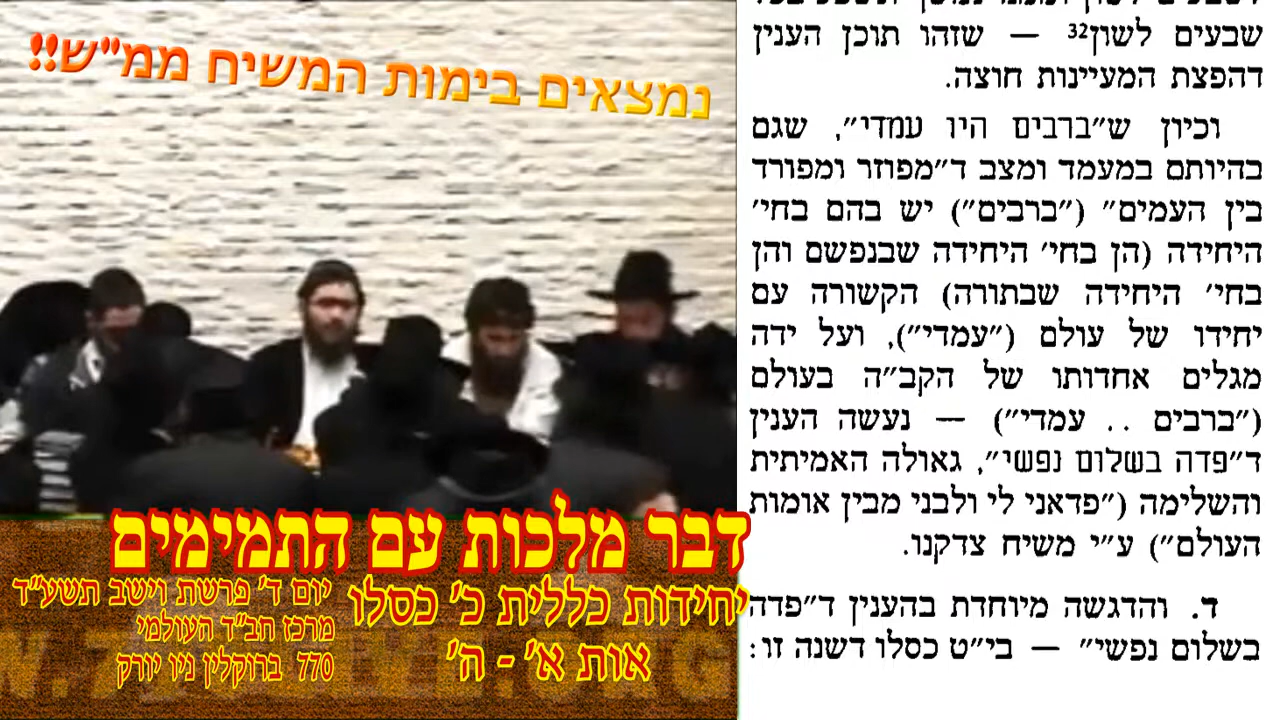 נמצאים בימות המשיח ממ"ש!!
דבר מלכות עם התמימים
יחידות כללית כ' כסלו
אות א' - ה'
יום ד' פרשת וישב תשע"ד
מרכז חב"ד העולמי
770 ברוקלין ניו יורק
שבעים לשון32 — שזהו תוכן הענין
דהפצת המעיינות חוצה.
וכיון ש״ברבים היו עמדי״, שגם
בהיותם במעמד ומצב ד״מפוזר ומפורד
בין העמים״ (״ברבים״) יש בהם בחי׳
היחידה (הן בחי׳ היחידה שבנפשם והן
בחי׳ היחידה שבתורה) הקשורה עם
יחידו של עולם (״עמדי״), ועל ידה
מגלים אחדותו של הקב״ה בעולם
(״ברבים .. עמדי״) — נעשה הענין
ד״פדה בשלום נפשי״, גאולה האמיתית
והשלימה (״פדאני לי ולבני מבין אומות
העולם״) ע״י משיח צדקנו.
ד. והדגשה מיוחדת בהענין ד״פדה
בשלום נפשי״ — בי״ט כסלו דשנה זו: